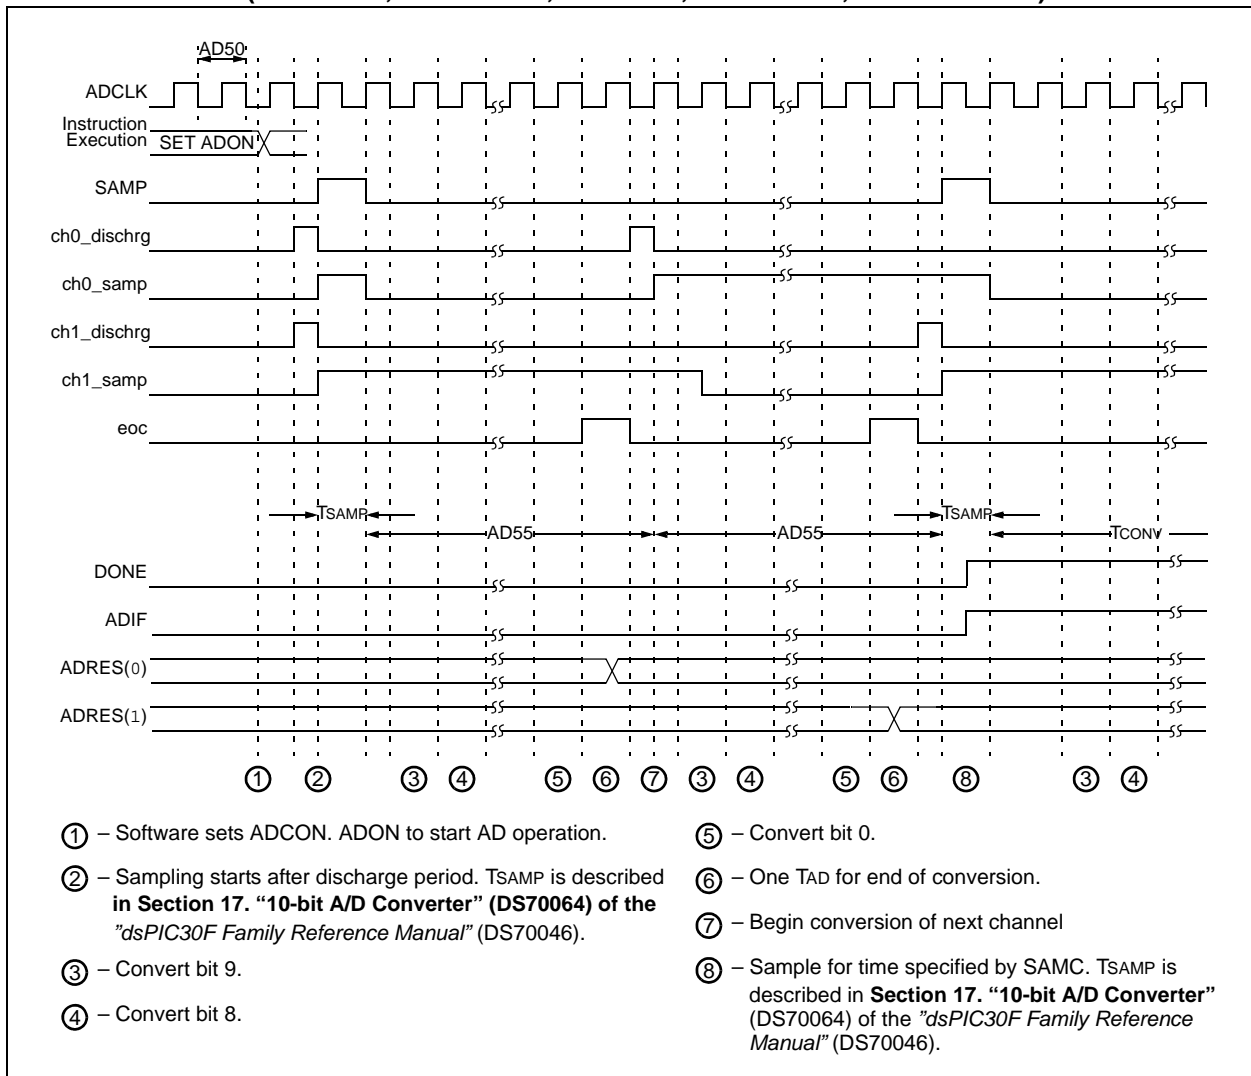 AD50
ADCLK
Instruction
Execution
SET ADON
SAMP
ch0_dischrg
ch0_samp
ch1_dischrg
ch1_samp
eoc
TSAMP
TSAMP
AD55
AD55
TCONV
DONE
ADIF
ADRES(0)
ADRES(1)
1 2 3 4 5 6 7 3 4 5 6 8 3 4
1 – Software sets ADCON. ADON to start AD operation.
2 – Sampling starts after discharge period. TSAMP is described
in Section 17. “10-bit A/D Converter” (DS70064) of the
”dsPIC30F Family Reference Manual” (DS70046).
3 – Convert bit 9.
4 – Convert bit 8.
5 – Convert bit 0.
6 – One TAD for end of conversion.
7 – Begin conversion of next channel
8 – Sample for time specified by SAMC. TSAMP is
described in Section 17. “10-bit A/D Converter”
(DS70064) of the ”dsPIC30F Family Reference
Manual” (DS70046).